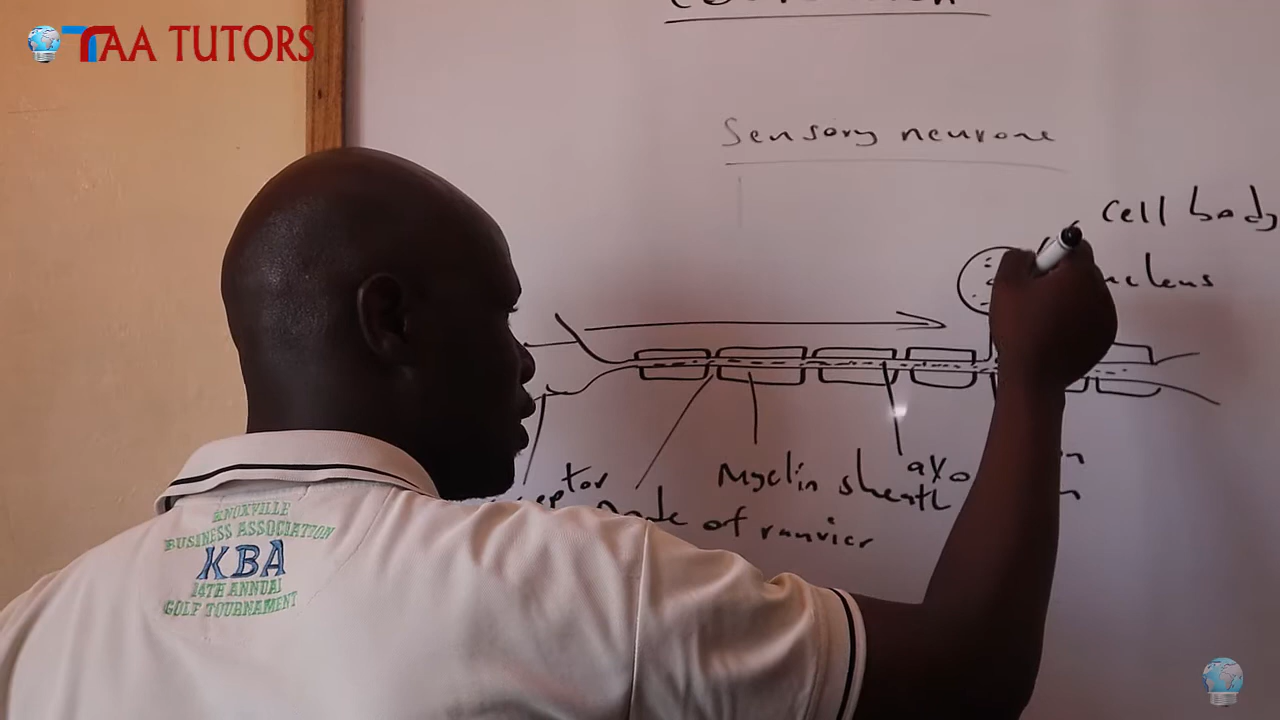 TAA TUTORS
Sensory neurone
cell body
nucleus
Myelin sheath
node of ranvier
KNOXVILLE
BUSINESS ASSOCIATION
KBA
14TH ANNUAL
GOLF TOURNAMENT